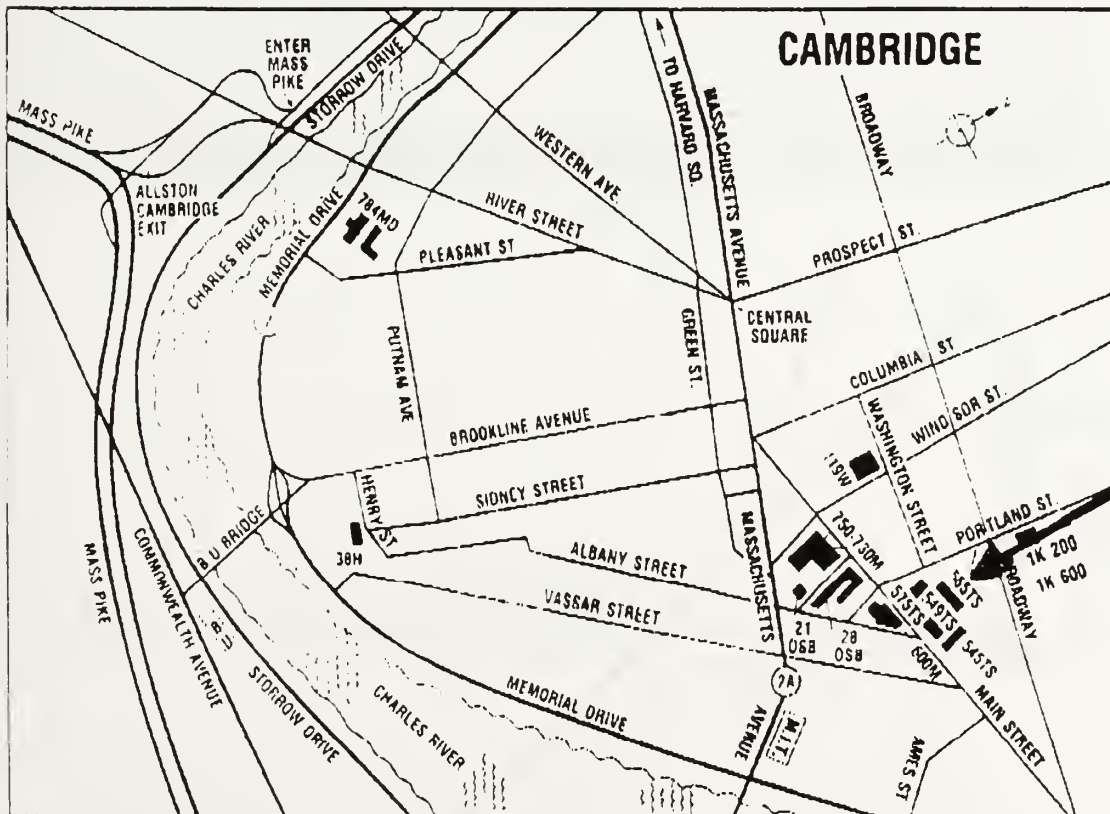 CAMBRIDGE
ENTER
MASS
PIKE
STORROW DRIVE
MASS PIKE
ALLSTON
CAMBRIDGE
EXIT
CHARLES RIVER
MEMORIAL DRIVE
784MD
WESTERN AVE.
RIVER STREET
PLEASANT ST
TO HARVARD SQ.
MASSACHUSETTS AVENUE
BROADWAY
PROSPECT ST.
CENTRAL
SQUARE
GREEN ST.
PUTNAM AVE
COLUMBIA ST
WASHINGTON STREET
WINDSOR ST.
BROOKLINE AVENUE
SIDNEY STREET
HENRY ST.
38H
B U BRIDGE
B U
119W
750-730M
PORTLAND ST.
1K 200
1K 600
BROADWAY
565TS
549TS
575TS
545TS
600M
ALBANY STREET
VASSAR STREET
MASSACHUSETTS
AVENUE
21
OSB
28
OSB
2A
M.I.T.
MAIN STREET
AMES ST
MASS PIKE
COMMONWEALTH AVENUE
STORROW DRIVE
CHARLES RIVER
MEMORIAL DRIVE